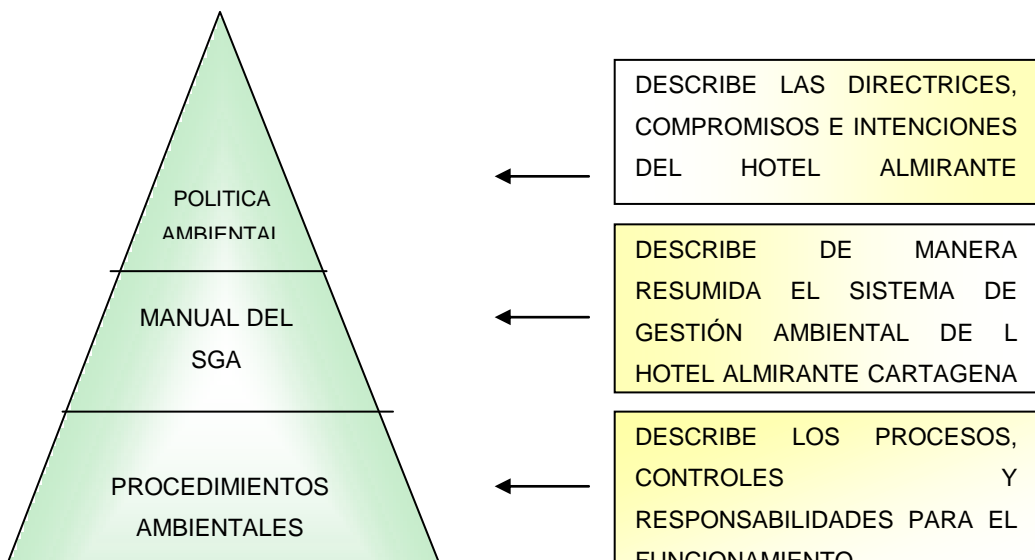 POLITICA
AMBIENTAL
MANUAL DEL
SGA
PROCEDIMIENTOS
AMBIENTALES
DESCRIBE LAS DIRECTRICES,
COMPROMISOS E INTENCIONES
DEL HOTEL ALMIRANTE
DESCRIBE DE MANERA
RESUMIDA EL SISTEMA DE
GESTIÓN AMBIENTAL DE L
HOTEL ALMIRANTE CARTAGENA
DESCRIBE LOS PROCESOS,
CONTROLES Y
RESPONSABILIDADES PARA EL
FUNCIONAMIENTO